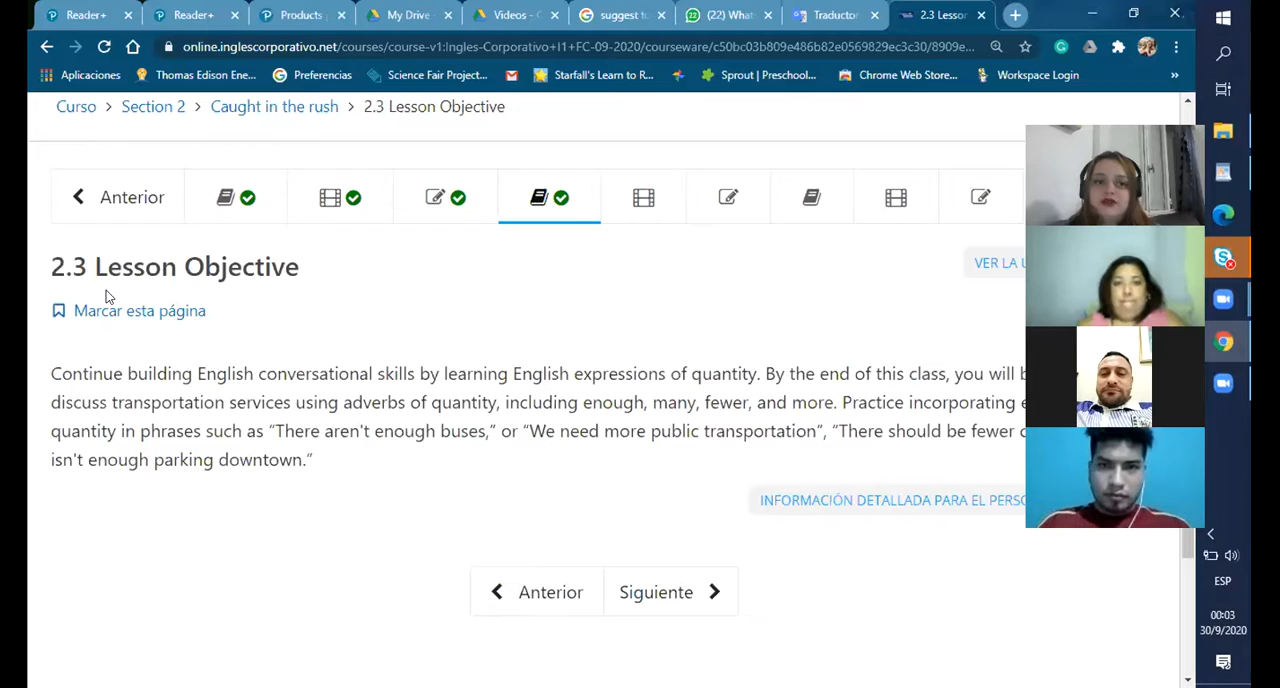 Reader+
Reader+
Products
My Drive
Videos - G
suggest to
(22) What
Traductor
2.3 Lesson
online.inglescorporativo.net/courses/course-v1:Ingles-Corporativo+I1+FC-09-2020/courseware/c50bc03b809e486b82e0569829ec3c30/8909e...
Aplicaciones
Thomas Edison Ene...
Preferencias
Science Fair Project...
Starfall's Learn to R...
Sprout | Preschool...
Chrome Web Store...
Workspace Login
»
Curso > Section 2 > Caught in the rush > 2.3 Lesson Objective
Anterior
2.3 Lesson Objective
VER LA U
Marcar esta página
Continue building English conversational skills by learning English expressions of quantity. By the end of this class, you will b
discuss transportation services using adverbs of quantity, including enough, many, fewer, and more. Practice incorporating e
quantity in phrases such as “There aren't enough buses,” or “We need more public transportation”, “There should be fewer c
isn't enough parking downtown.”
INFORMACIÓN DETALLADA PARA EL PERSO
Anterior
Siguiente
ESP
00:03
30/9/2020